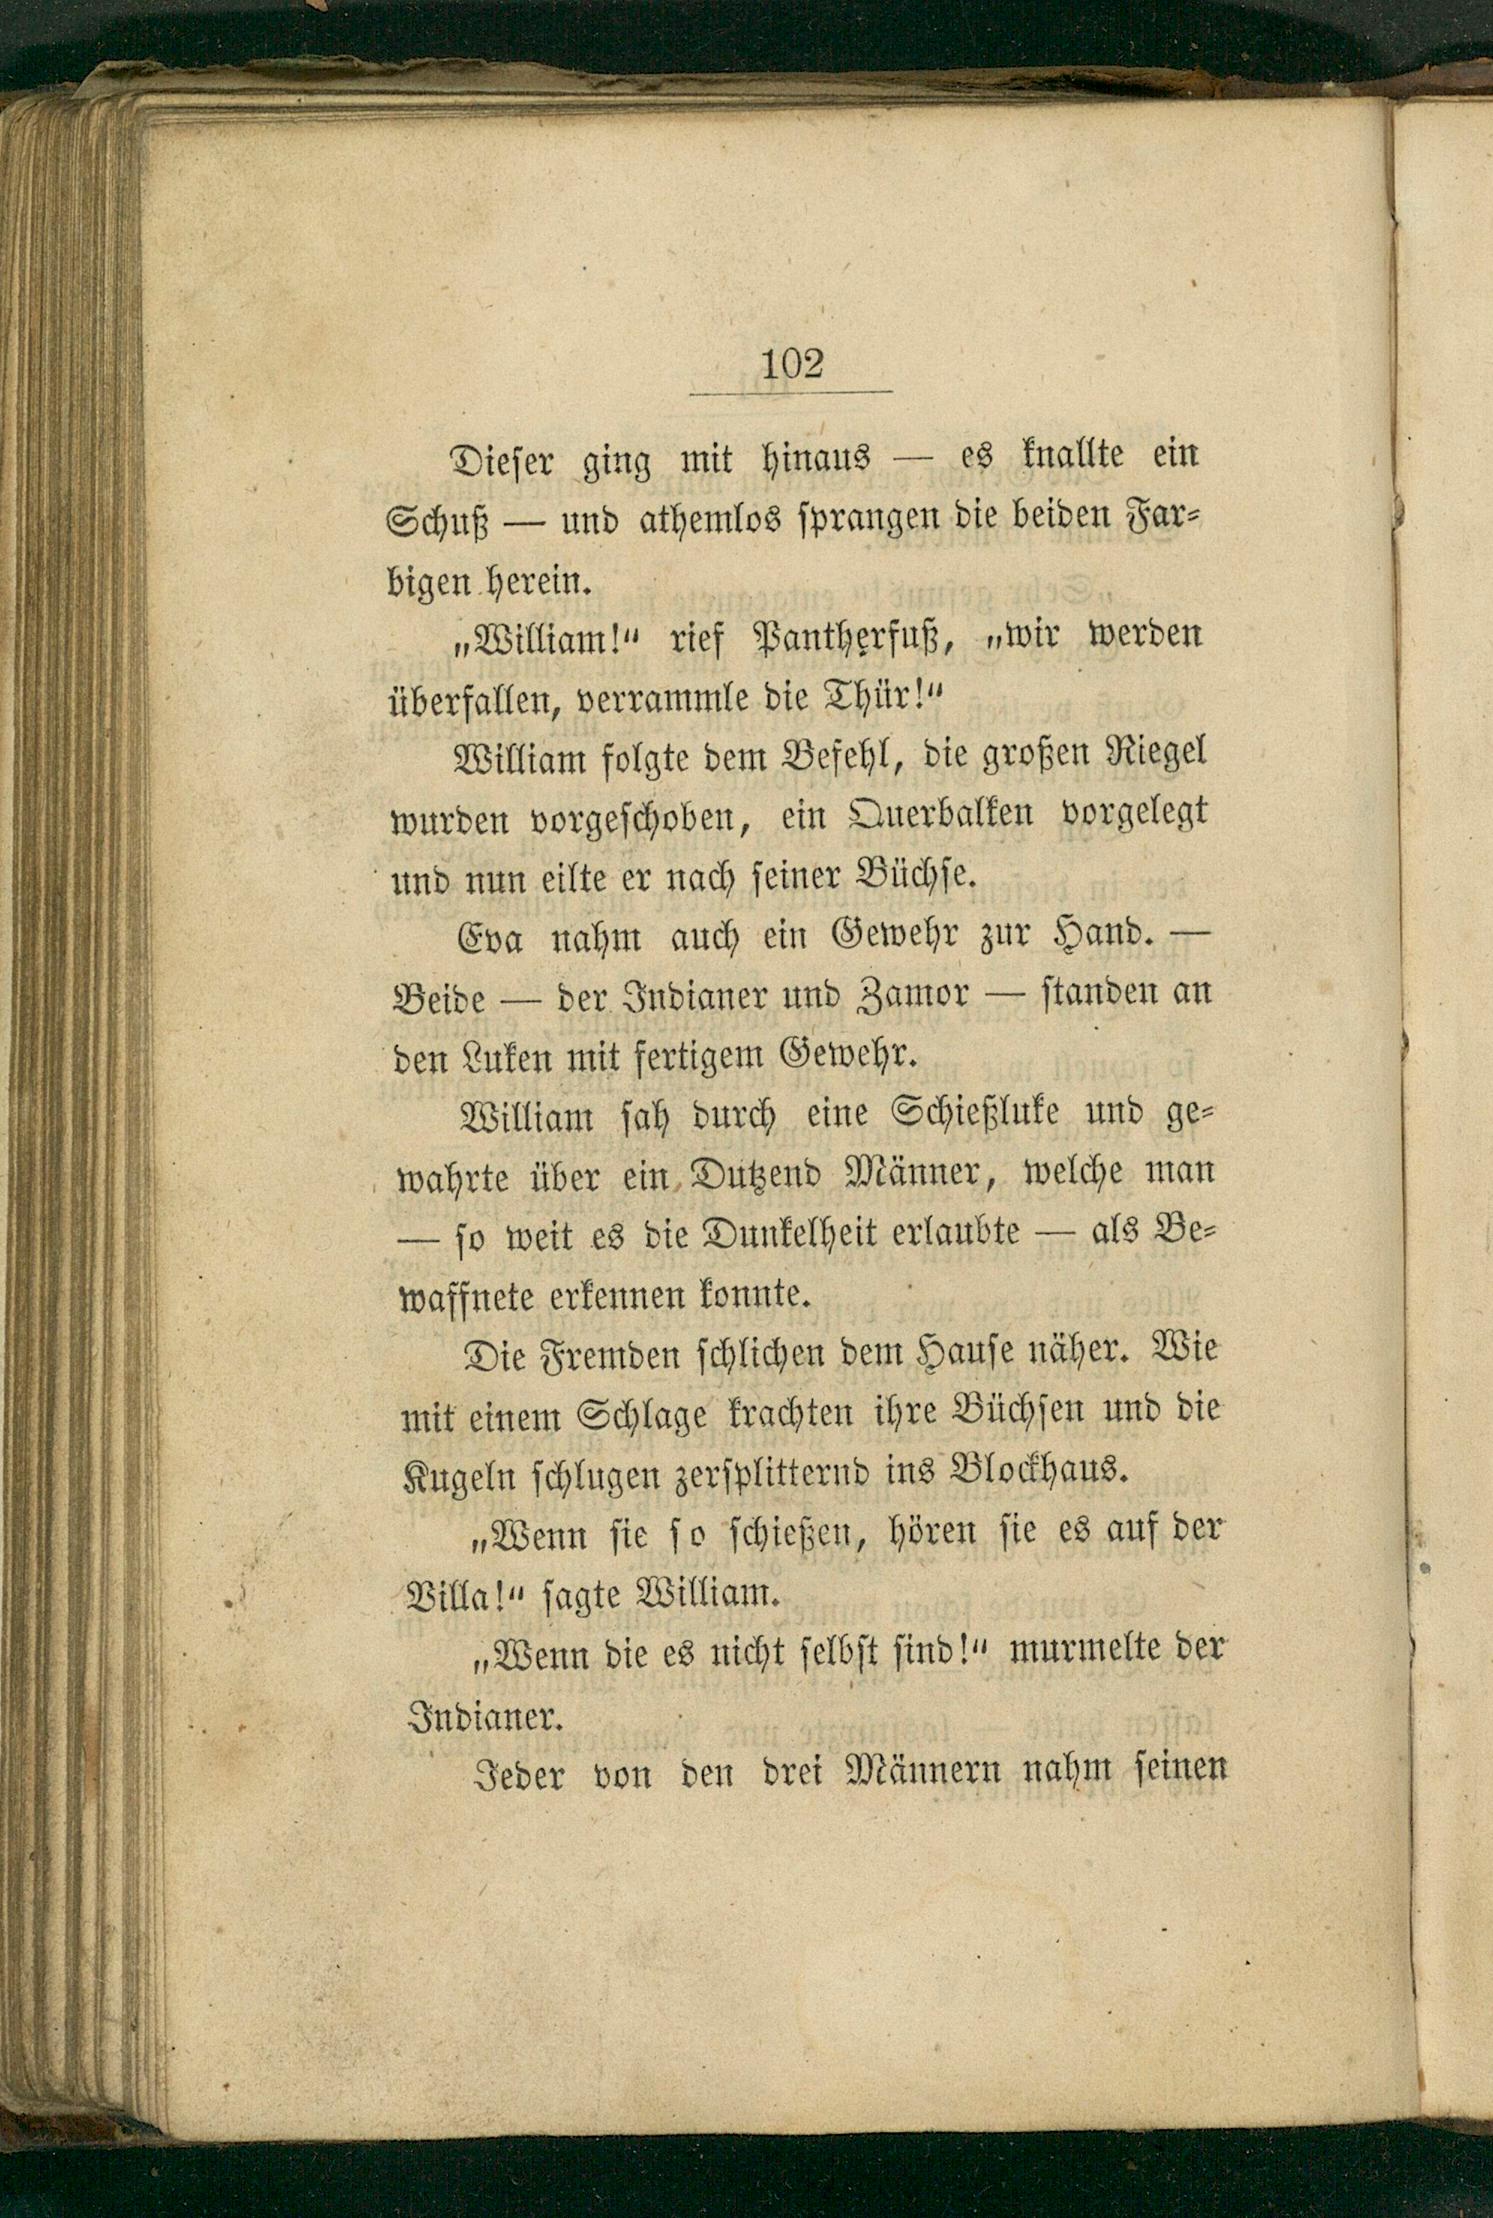 102
Dieser ging mit hinaus — es knallte ein
Schuß — und athemlos sprangen die beiden Far-
bigen herein.
„William!“ rief Pantherfuß, „wir werden
überfallen, verrammle die Thür!“
William folgte dem Befehl, die großen Riegel
wurden vorgeschoben, ein Querbalken vorgelegt
und nun eilte er nach seiner Büchse.
Eva nahm auch ein Gewehr zur Hand. —
Beide — der Indianer und Zamor — standen an
den Luken mit fertigem Gewehr.
William sah durch eine Schießluke und ge-
wahrte über ein Dutzend Männer, welche man
— so weit es die Dunkelheit erlaubte — als Be-
waffnete erkennen konnte.
Die Fremden schlichen dem Hause näher. Wie
mit einem Schlage krachten ihre Büchsen und die
Kugeln schlugen zersplitternd ins Blockhaus.
„Wenn sie so schießen, hören sie es auf der
Villa!“ sagte William.
„Wenn die es nicht selbst sind!“ murmelte der
Indianer.
Jeder von den drei Männern nahm seinen